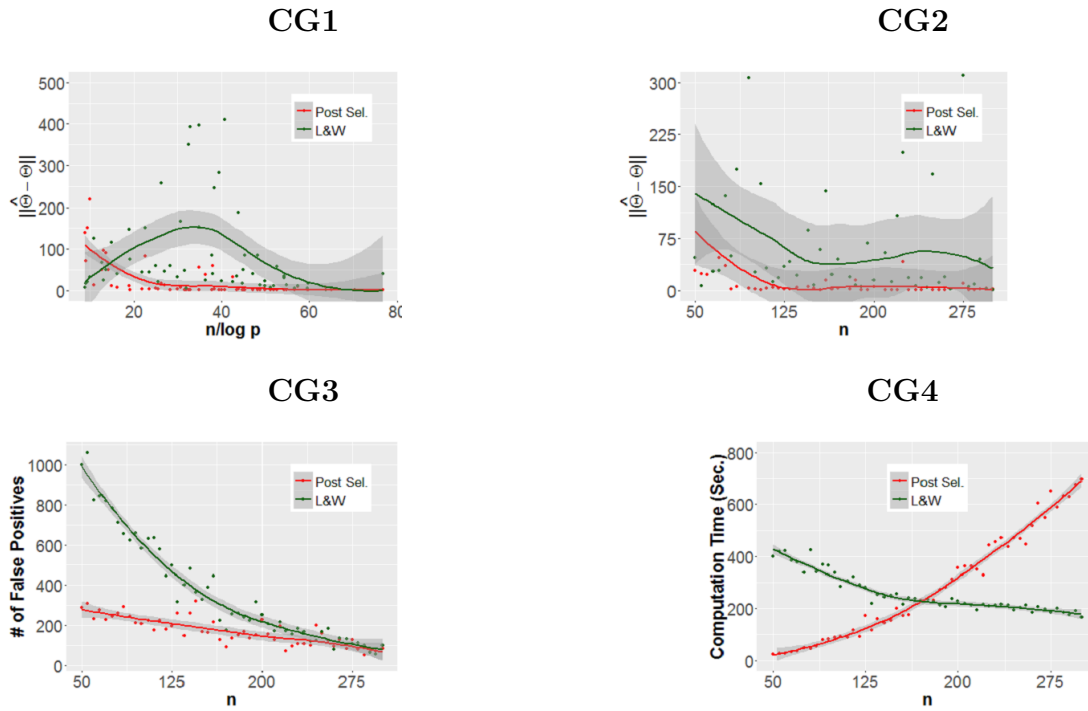 CG1
500
400
300
200
100
0
||Θ̂ − Θ||
Post Sel.
L&W
20
40
60
80
n/log p
CG2
300
225
150
75
0
||Θ̂ − Θ||
Post Sel.
L&W
50
125
200
275
n
CG3
1000
800
600
400
200
0
# of False Positives
Post Sel.
L&W
50
125
200
275
n
CG4
800
600
400
200
0
Computation Time (Sec.)
Post Sel.
L&W
50
125
200
275
n